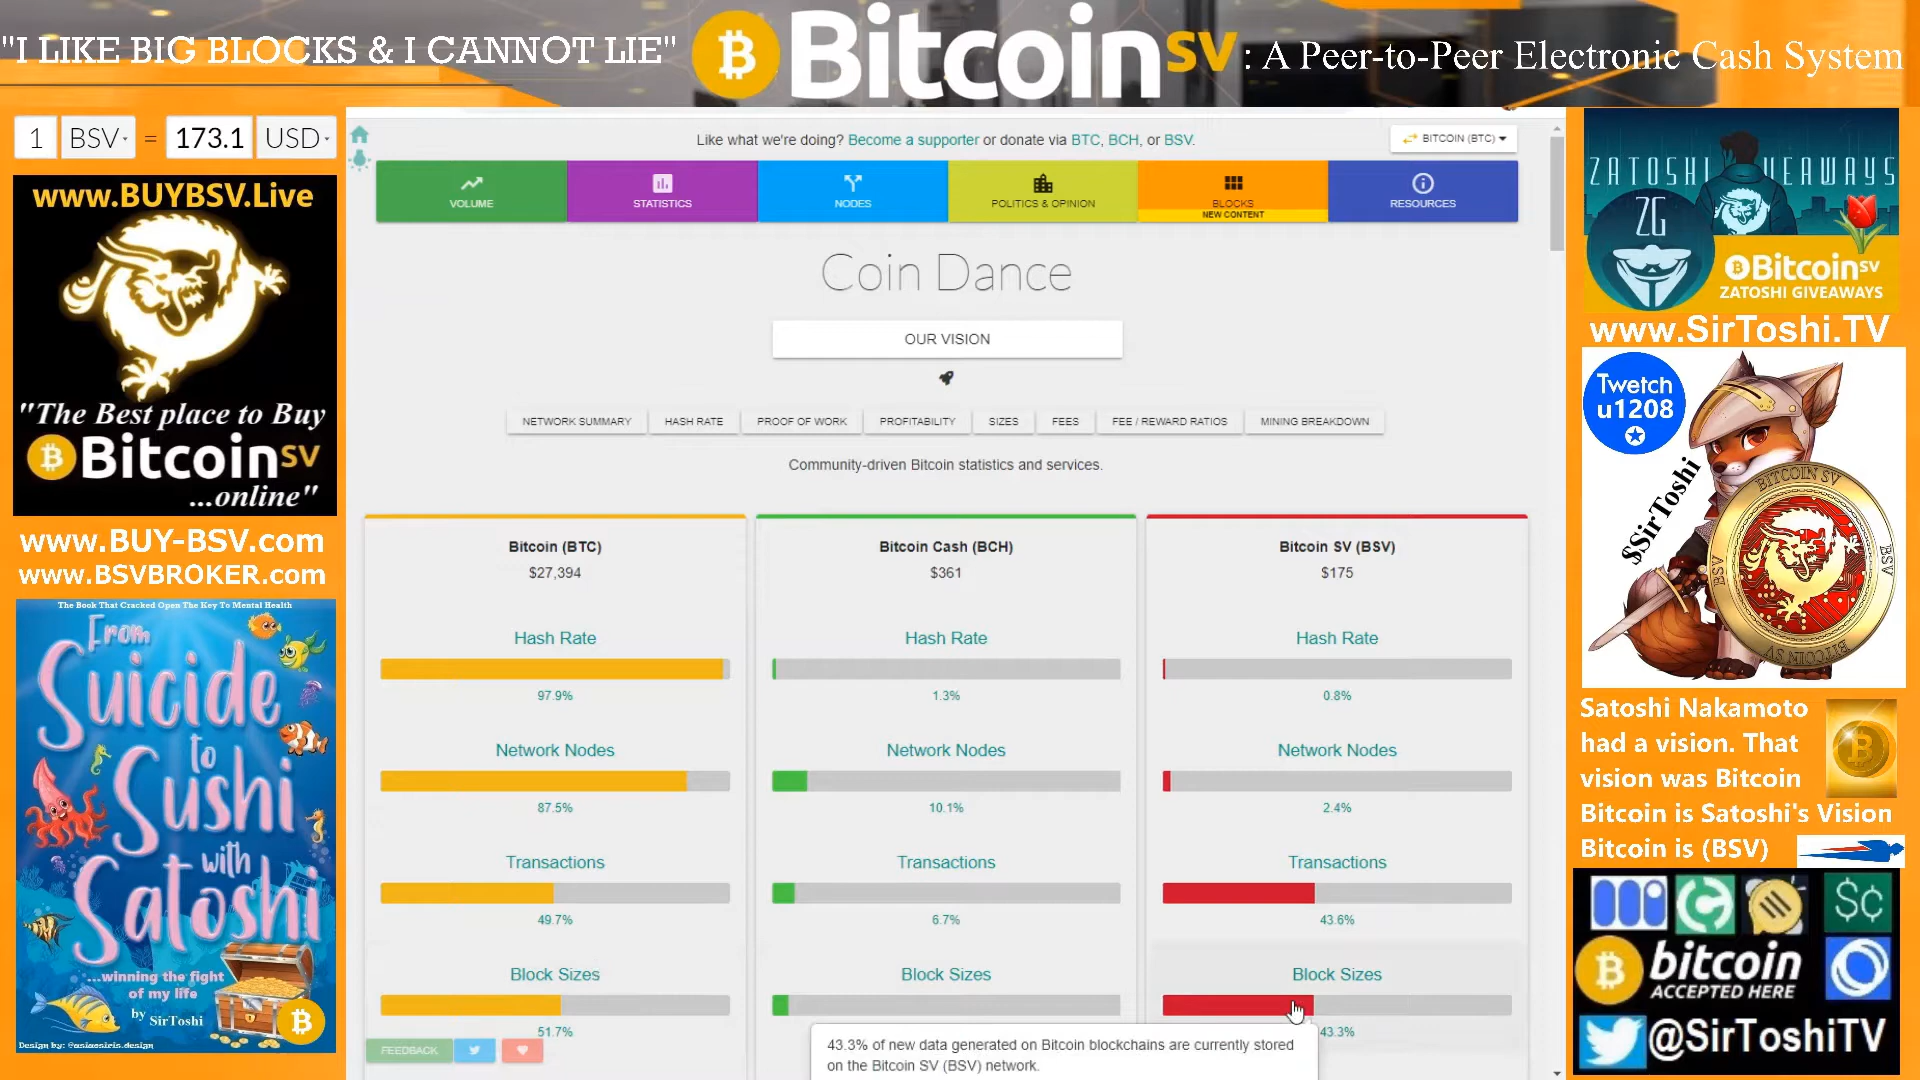 "I LIKE BIG BLOCKS & I CANNOT LIE"
BitcoinSV : A Peer-to-Peer Electronic Cash System
1 BSV = 173.1 USD
www.BUYBSV.Live
"The Best place to Buy
BitcoinSV
...online"
www.BUY-BSV.com
www.BSVBROKER.com
The Book That Cracked Open The Key To Mental Health
From
Suicide
to
Sushi
with
Satoshi
...winning the fight
of my life
by SirToshi
Design by: @asiaosiris.design
Like what we're doing? Become a supporter or donate via BTC, BCH, or BSV.
BITCOIN (BTC)
VOLUME
STATISTICS
NODES
POLITICS & OPINION
BLOCKS
NEW CONTENT
RESOURCES
Coin Dance
OUR VISION
NETWORK SUMMARY
HASH RATE
PROOF OF WORK
PROFITABILITY
SIZES
FEES
FEE / REWARD RATIOS
MINING BREAKDOWN
Community-driven Bitcoin statistics and services.
Bitcoin (BTC)
$27,394
Hash Rate
97.9%
Network Nodes
87.5%
Transactions
49.7%
Block Sizes
51.7%
Bitcoin Cash (BCH)
$361
Hash Rate
1.3%
Network Nodes
10.1%
Transactions
6.7%
Block Sizes
Bitcoin SV (BSV)
$175
Hash Rate
0.8%
Network Nodes
2.4%
Transactions
43.6%
Block Sizes
43.3%
43.3% of new data generated on Bitcoin blockchains are currently stored
on the Bitcoin SV (BSV) network.
FEEDBACK
ZG
BitcoinSV
ZATOSHI GIVEAWAYS
www.SirToshi.TV
Twetch
u1208
$SirToshi
BITCOIN SV
BSV
BSV
BITCOIN SV
Satoshi Nakamoto
had a vision. That
vision was Bitcoin
Bitcoin is Satoshi's Vision
Bitcoin is (BSV)
bitcoin
ACCEPTED HERE
@SirToshiTV